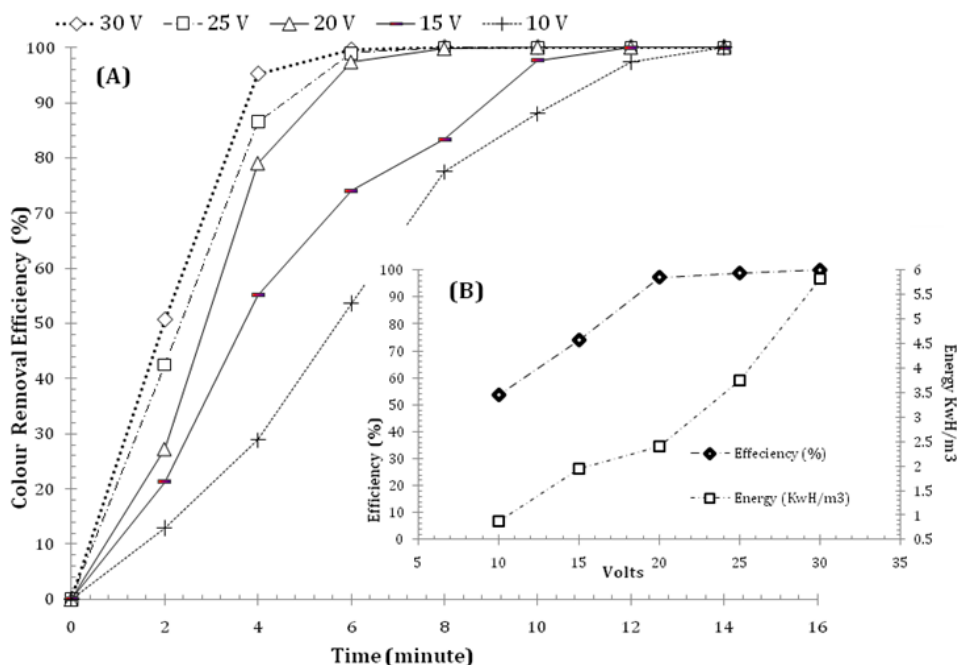 30 V 25 V 20 V 15 V 10 V
(A)
Colour Removal Efficiency (%)
100
90
80
70
60
50
40
30
20
10
0
0 2 4 6 8 10 12 14 16
Time (minute)
(B)
Efficiency (%)
100
90
80
70
60
50
40
30
20
10
0
5 10 15 20 25 30 35
Volts
6
5.5
5
4.5
4
3.5
3
2.5
2
1.5
1
0.5
Energy KwH/m3
Effeciency (%)
Energy (KwH/m3)